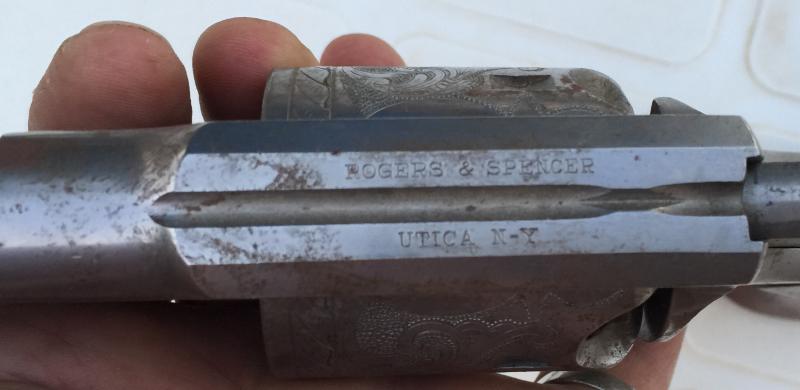 ROGERS & SPENCER
UTICA N-Y